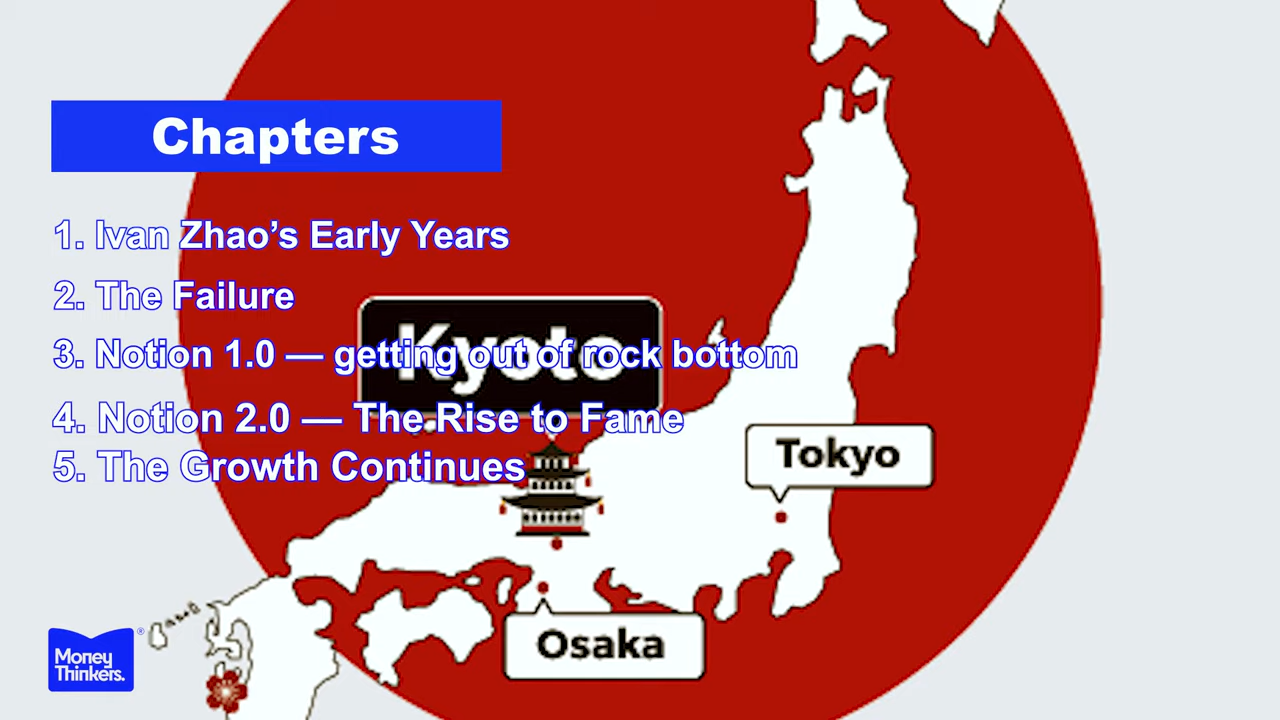 Chapters
1. Ivan Zhao’s Early Years
2. The Failure
Kyoto
3. Notion 1.0 — getting out of rock bottom
4. Notion 2.0 — The Rise to Fame
Tokyo
5. The Growth Continues
Osaka
Money
Thinkers.
®